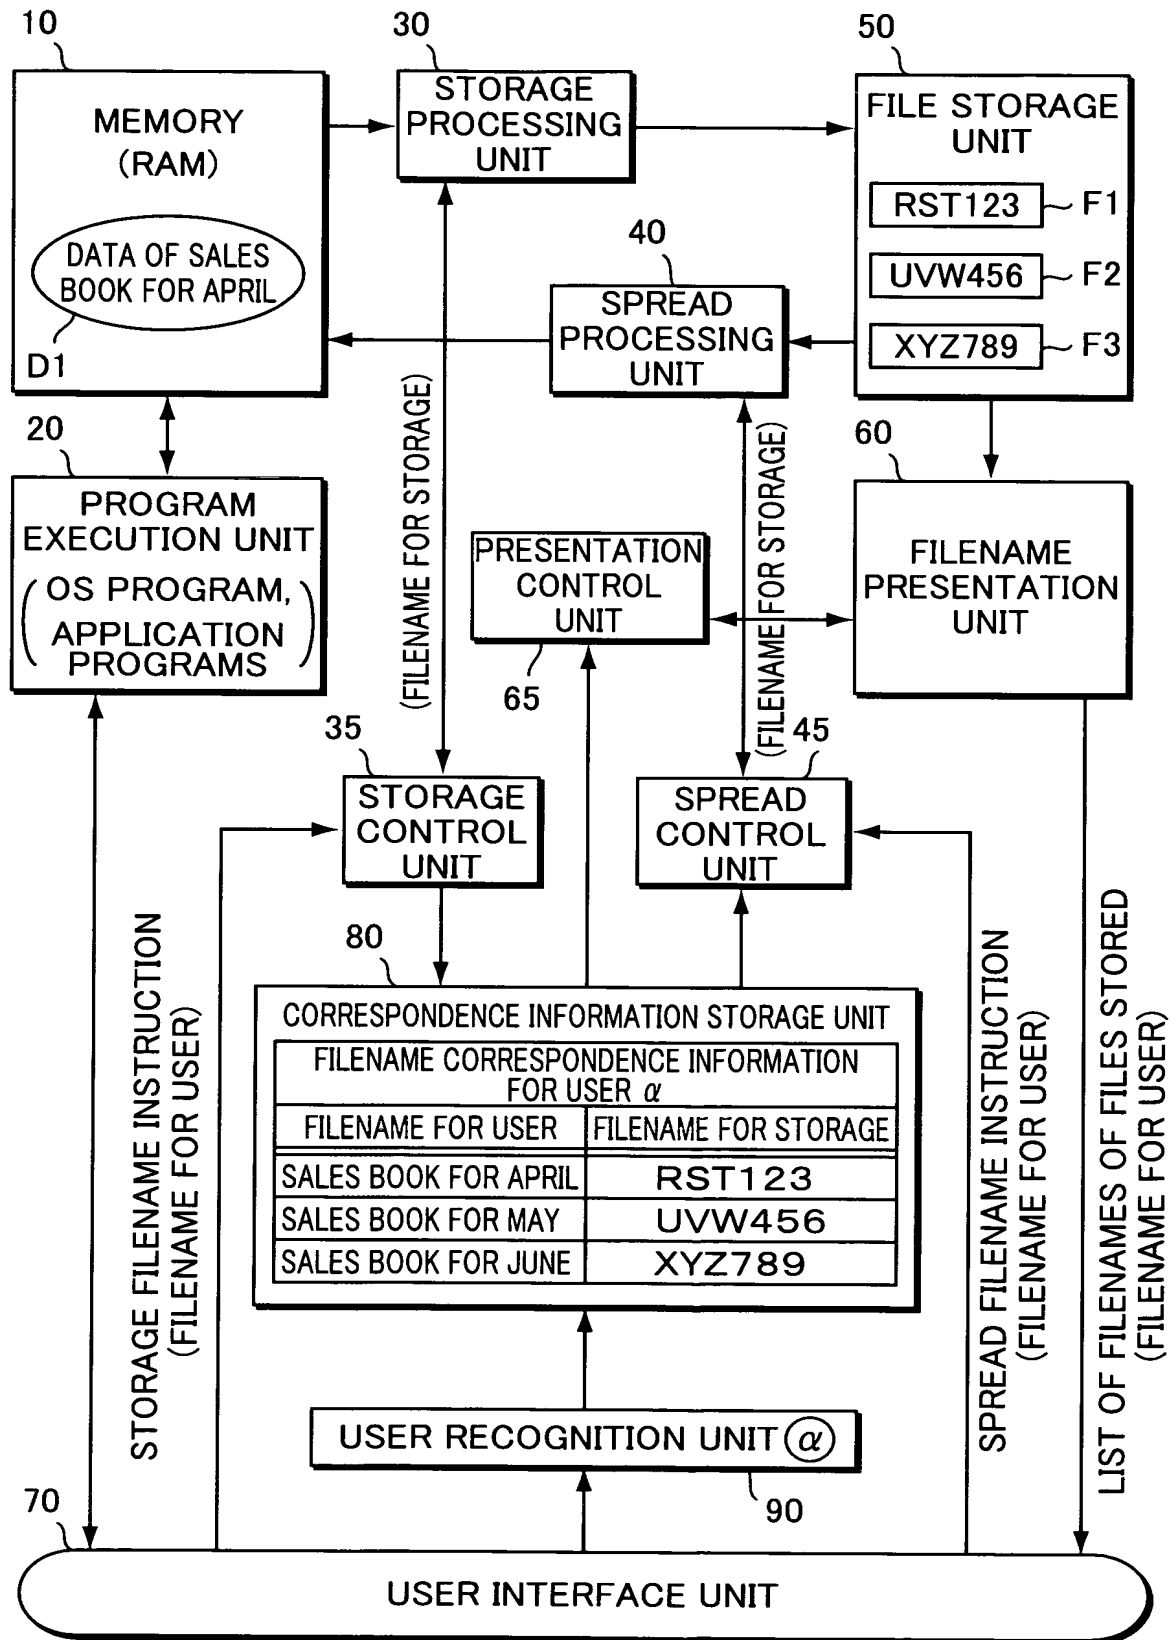 10
MEMORY
(RAM)
DATA OF SALES
BOOK FOR APRIL
D1
30
STORAGE
PROCESSING
UNIT
50
FILE STORAGE
UNIT
RST123
F1
UVW456
F2
XYZ789
F3
40
SPREAD
PROCESSING
UNIT
20
PROGRAM
EXECUTION UNIT
(OS PROGRAM,
APPLICATION
PROGRAMS)
(FILENAME FOR STORAGE)
PRESENTATION
CONTROL
UNIT
65
(FILENAME FOR STORAGE)
60
FILENAME
PRESENTATION
UNIT
35
STORAGE
CONTROL
UNIT
45
SPREAD
CONTROL
UNIT
STORAGE FILENAME INSTRUCTION
(FILENAME FOR USER)
80
CORRESPONDENCE INFORMATION STORAGE UNIT
FILENAME CORRESPONDENCE INFORMATION
FOR USER α
FILENAME FOR USER FILENAME FOR STORAGE
SALES BOOK FOR APRIL RST123
SALES BOOK FOR MAY UVW456
SALES BOOK FOR JUNE XYZ789
SPREAD FILENAME INSTRUCTION
(FILENAME FOR USER)
LIST OF FILENAMES OF FILES STORED
(FILENAME FOR USER)
USER RECOGNITION UNIT α
90
70
USER INTERFACE UNIT